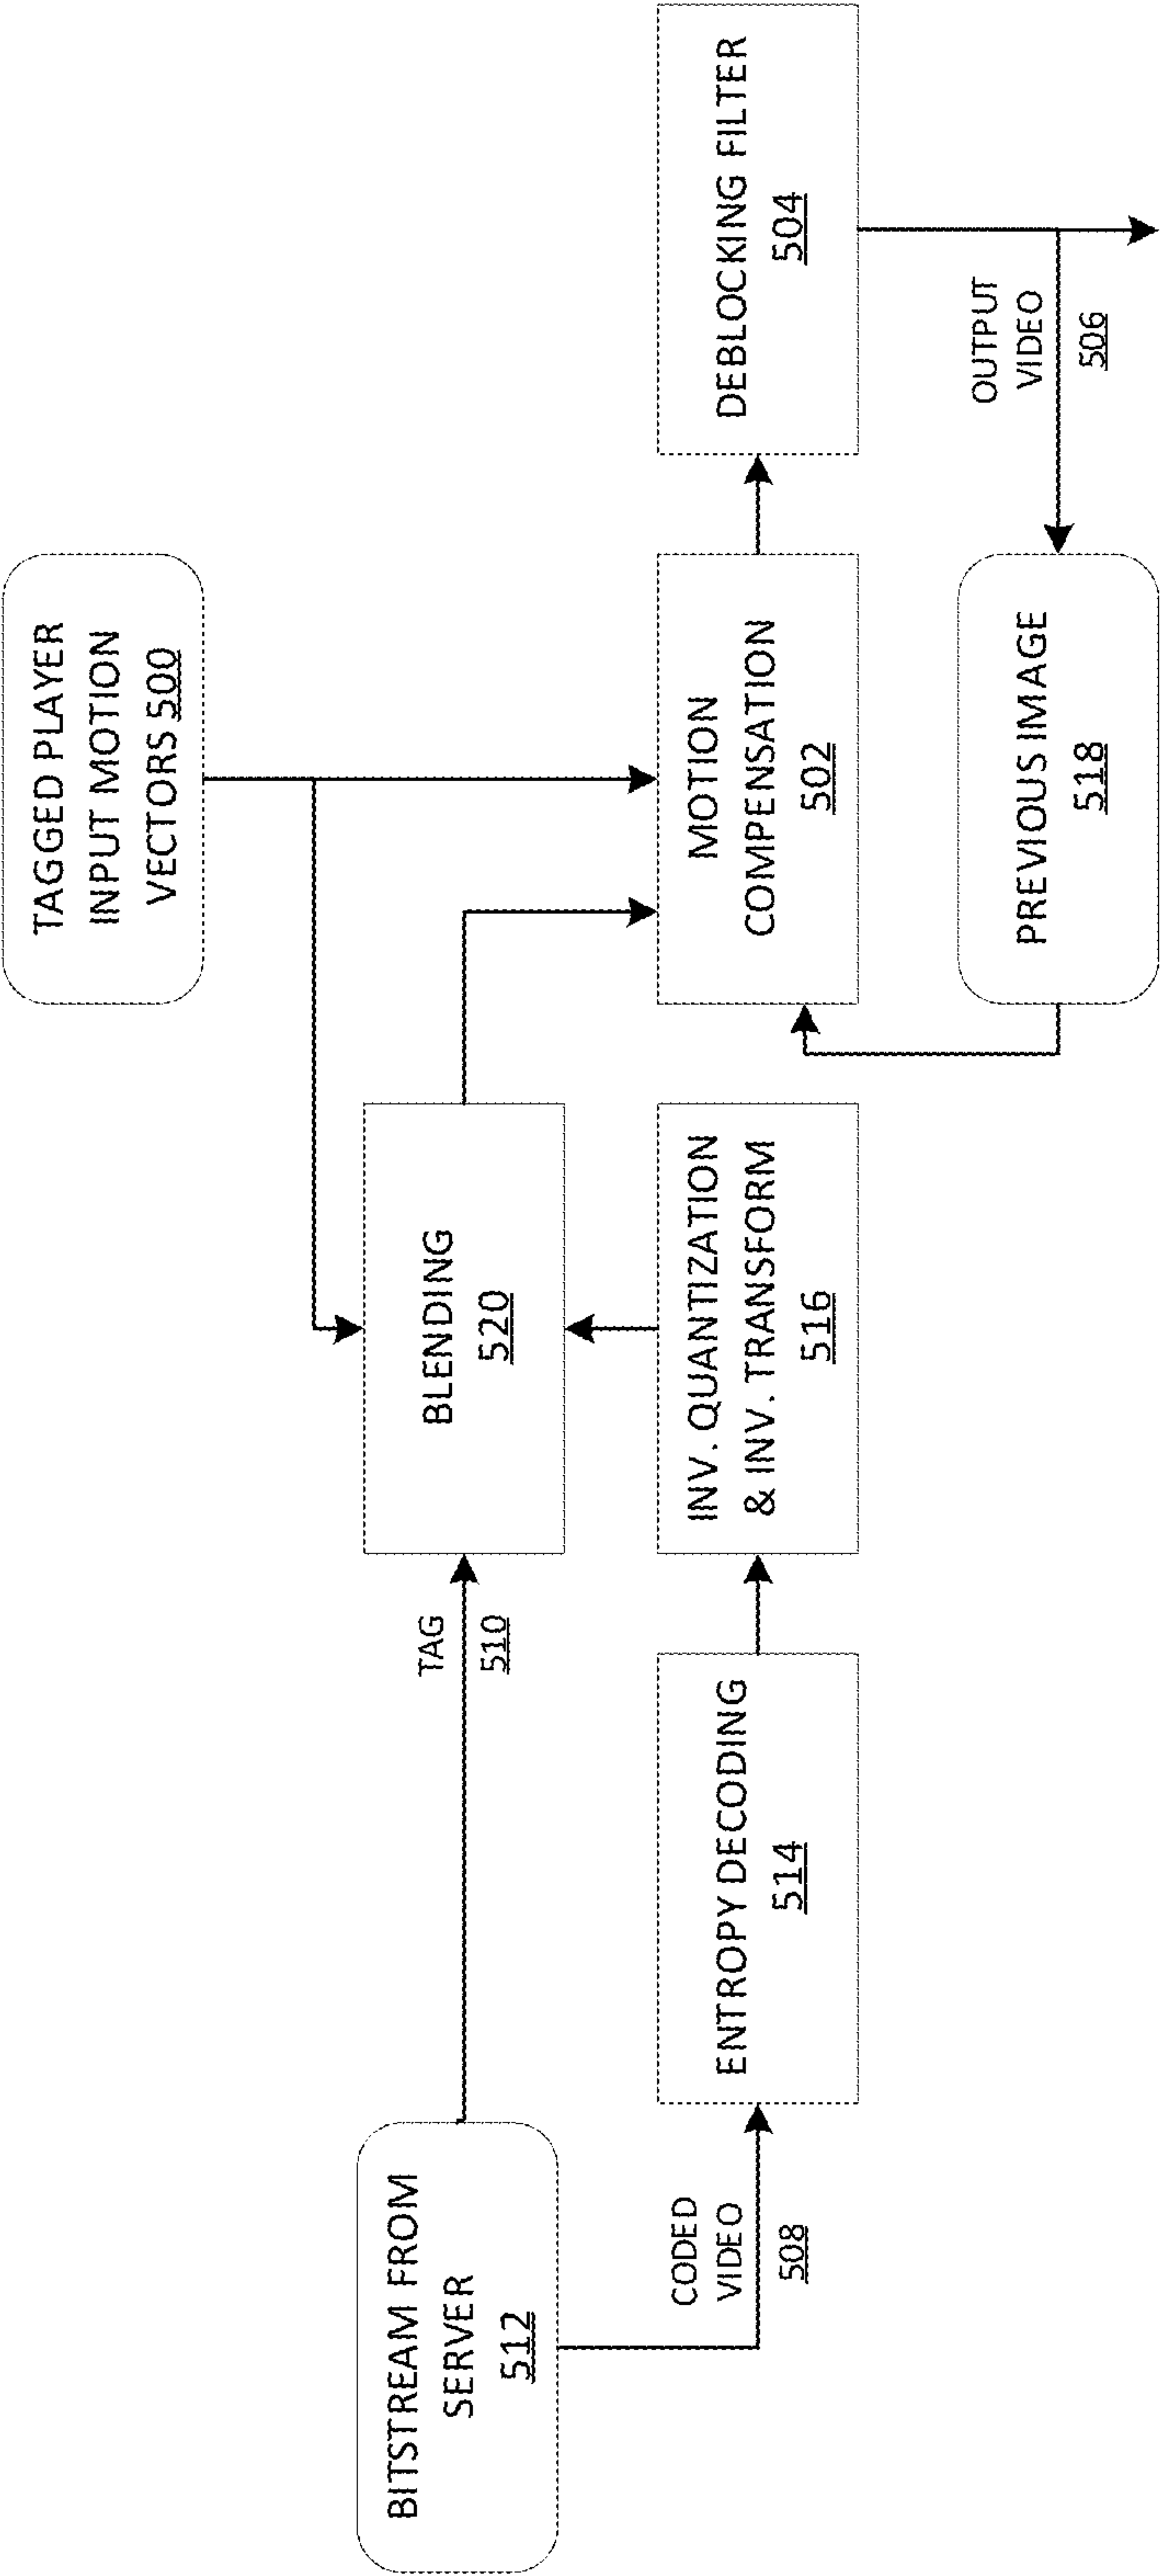 TAGGED PLAYER
INPUT MOTION
VECTORS 500
BITSTREAM FROM
SERVER
512
TAG
510
BLENDING
520
CODED
VIDEO
508
ENTROPY DECODING
514
INV. QUANTIZATION
& INV. TRANSFORM
516
MOTION
COMPENSATION
502
DEBLOCKING FILTER
504
PREVIOUS IMAGE
518
OUTPUT
VIDEO
506